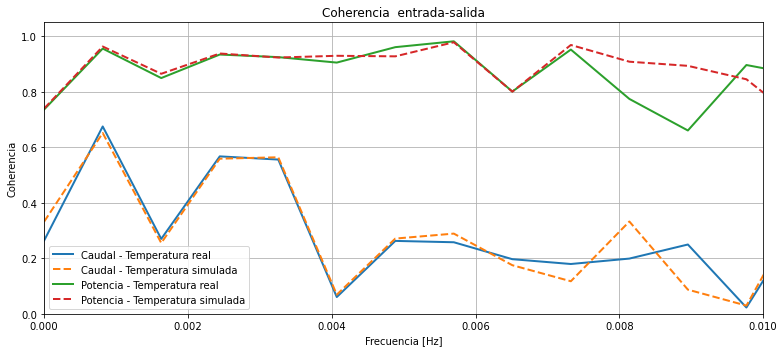 Coherencia  entrada-salida
Coherencia
1.0
0.8
0.6
0.4
0.2
0.0
Caudal - Temperatura real
Caudal - Temperatura simulada
Potencia - Temperatura real
Potencia - Temperatura simulada
0.000
0.002
0.004
0.006
0.008
0.010
Frecuencia [Hz]